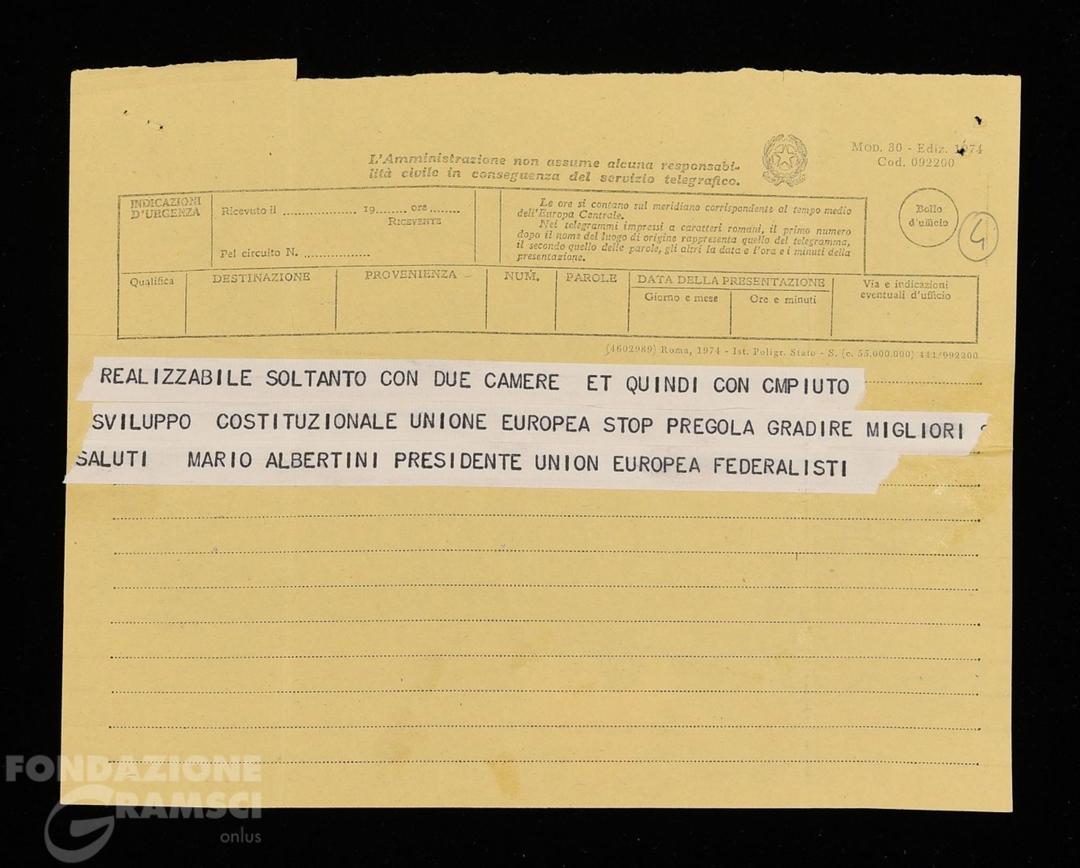 MOD. 30 - Ediz. 1974
Cod. 092200
L'Amministrazione non assume alcuna responsabi-
lità civile in conseguenza del servizio telegrafico.
INDICAZIONI
D'URGENZA
Ricevuto il 19 ore
RICEVENTE
Pel circuito N.
Le ore si contano sul meridiano corrispondente al tempo medio
dell'Europa Centrale.
Nei telegrammi impressi a caratteri romani, il primo numero
dopo il nome del luogo di origine rappresenta quello del telegramma,
il secondo quello delle parole, gli altri la data e l'ora e i minuti della
presentazione.
Bollo
d'ufficio
Qualifica
DESTINAZIONE
PROVENIENZA
NUM.
PAROLE
DATA DELLA PRESENTAZIONE
Giorno e mese
Ore e minuti
Via e indicazioni
eventuali d'ufficio
(4602989) Roma, 1974 - Ist. Poligr. Stato - S. (c. 55.000.000) 444/092200
REALIZZABILE SOLTANTO CON DUE CAMERE ET QUINDI CON CMPIUTO
SVILUPPO COSTITUZIONALE UNIONE EUROPEA STOP PREGOLA GRADIRE MIGLIORI
SALUTI MARIO ALBERTINI PRESIDENTE UNION EUROPEA FEDERALISTI
FONDAZIONE
GRAMSCI
onlus